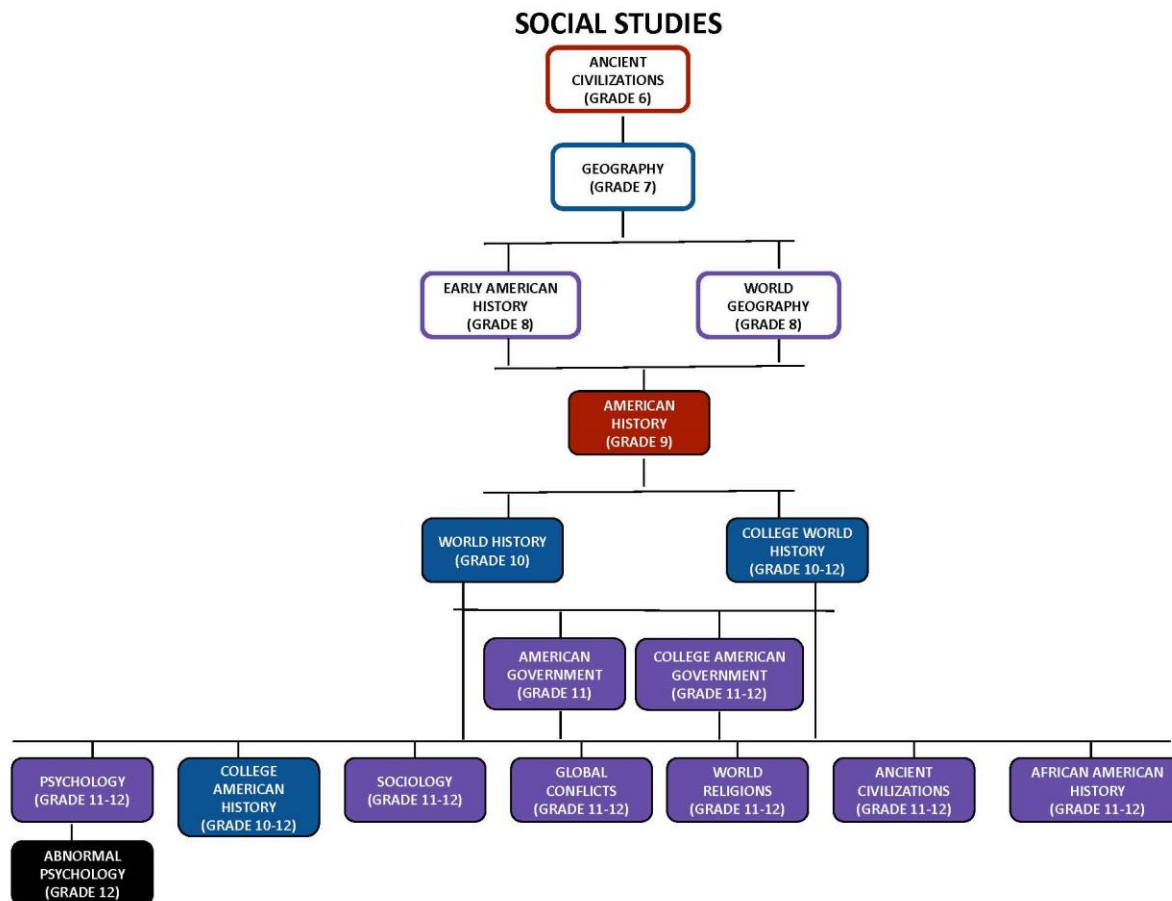 SOCIAL STUDIES
ANCIENT
CIVILIZATIONS
(GRADE 6)
GEOGRAPHY
(GRADE 7)
EARLY AMERICAN
HISTORY
(GRADE 8)
WORLD
GEOGRAPHY
(GRADE 8)
AMERICAN
HISTORY
(GRADE 9)
WORLD HISTORY
(GRADE 10)
COLLEGE WORLD
HISTORY
(GRADE 10-12)
AMERICAN
GOVERNMENT
(GRADE 11)
COLLEGE AMERICAN
GOVERNMENT
(GRADE 11-12)
PSYCHOLOGY
(GRADE 11-12)
COLLEGE
AMERICAN
HISTORY
(GRADE 10-12)
SOCIOLOGY
(GRADE 11-12)
GLOBAL
CONFLICTS
(GRADE 11-12)
WORLD
RELIGIONS
(GRADE 11-12)
ANCIENT
CIVILIZATIONS
(GRADE 11-12)
AFRICAN AMERICAN
HISTORY
(GRADE 11-12)
ABNORMAL
PSYCHOLOGY
(GRADE 12)